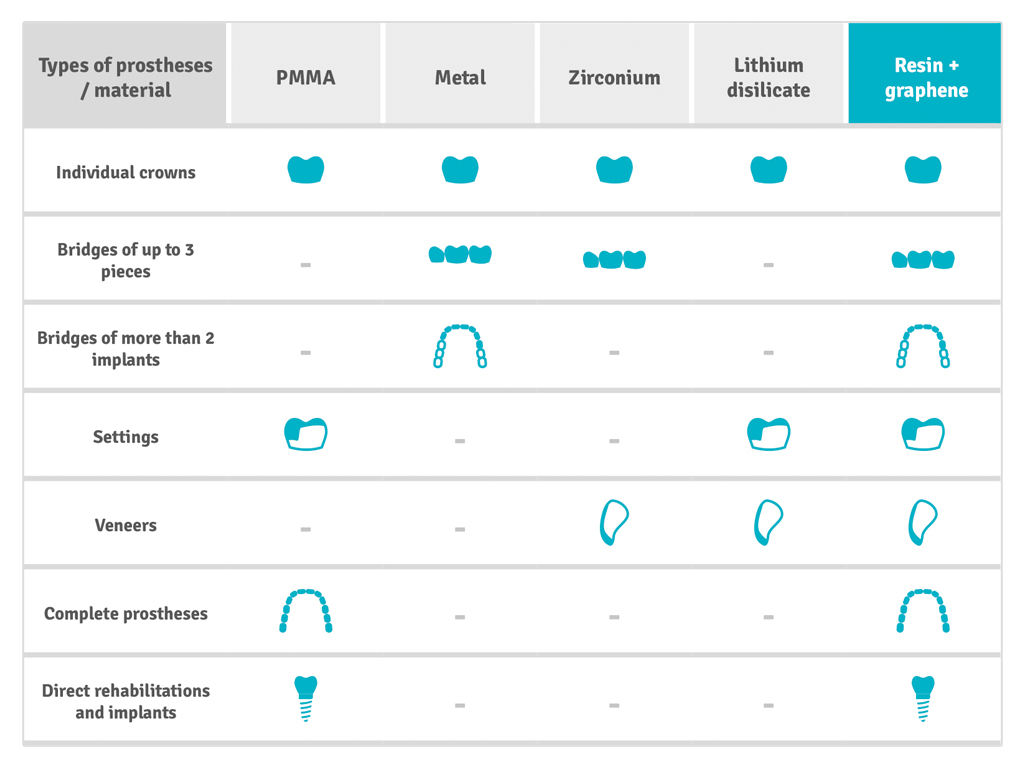 Types of prostheses
/ material
PMMA
Metal
Zirconium
Lithium
disilicate
Resin +
graphene
Individual crowns
Bridges of up to 3
pieces
-
-
Bridges of more than 2
implants
-
-
-
Settings
-
-
Veneers
-
-
Complete prostheses
-
-
-
Direct rehabilitations
and implants
-
-
-